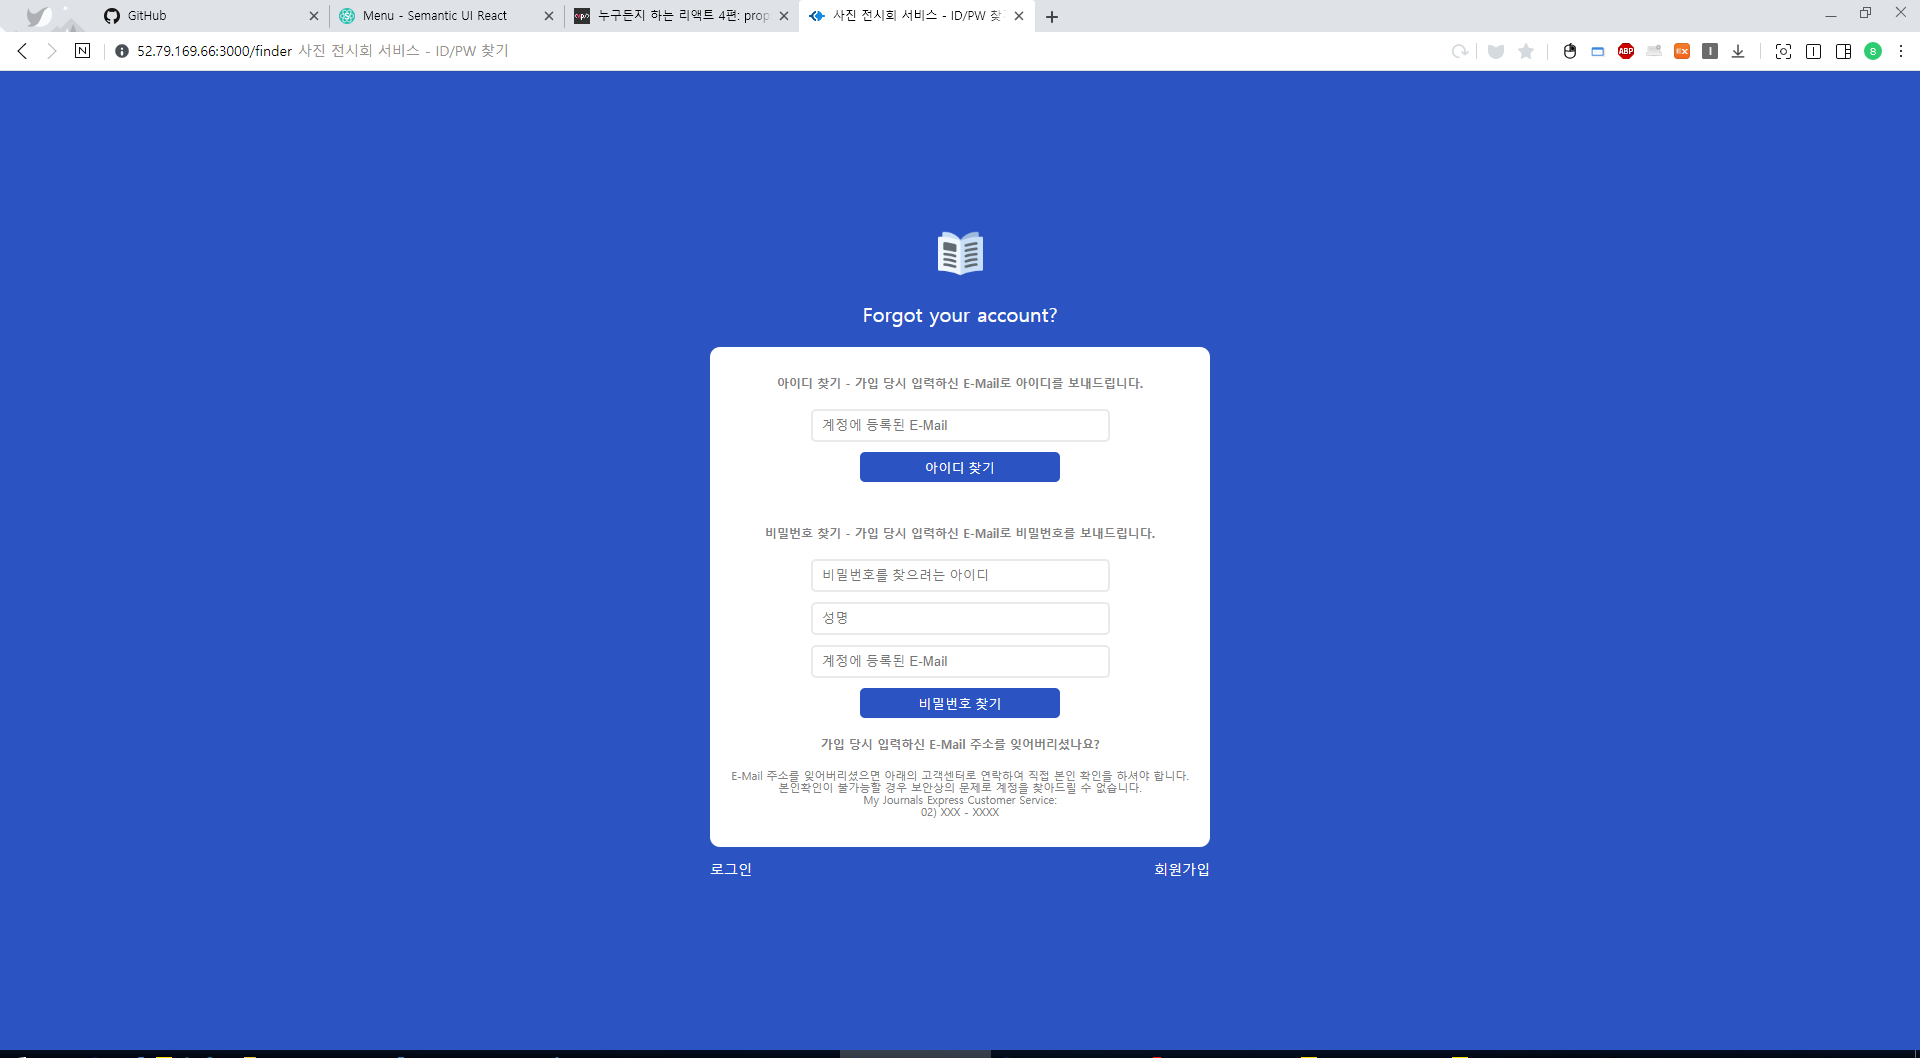 GitHub
Menu - Semantic UI React
누구든지 하는 리액트 4편: prop
사진 전시회 서비스 - ID/PW 찾
N
52.79.169.66:3000/finder 사진 전시회 서비스 - ID/PW 찾기
ABP
8
Forgot your account?
아이디 찾기 - 가입 당시 입력하신 E-Mail로 아이디를 보내드립니다.
계정에 등록된 E-Mail
아이디 찾기
비밀번호 찾기 - 가입 당시 입력하신 E-Mail로 비밀번호를 보내드립니다.
비밀번호를 찾으려는 아이디
성명
계정에 등록된 E-Mail
비밀번호 찾기
가입 당시 입력하신 E-Mail 주소를 잊어버리셨나요?
E-Mail 주소를 잊어버리셨으면 아래의 고객센터로 연락하여 직접 본인 확인을 하셔야 합니다.
본인확인이 불가능할 경우 보안상의 문제로 계정을 찾아드릴 수 없습니다.
My Journals Express Customer Service:
02) XXX - XXXX
로그인
회원가입